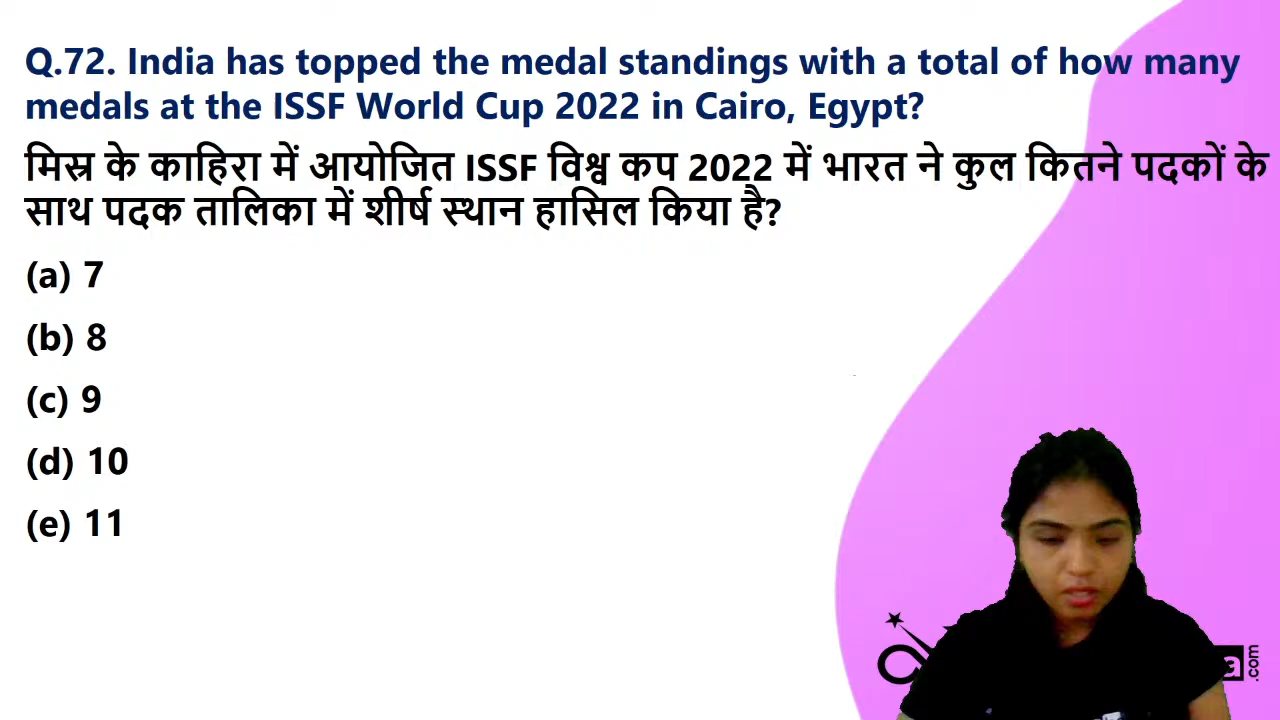 Q.72. India has topped the medal standings with a total of how many
medals at the ISSF World Cup 2022 in Cairo, Egypt?
मिस्र के काहिरा में आयोजित ISSF विश्व कप 2022 में भारत ने कुल कितने पदकों के
साथ पदक तालिका में शीर्ष स्थान हासिल किया है?
(a) 7
(b) 8
(c) 9
(d) 10
(e) 11
.com